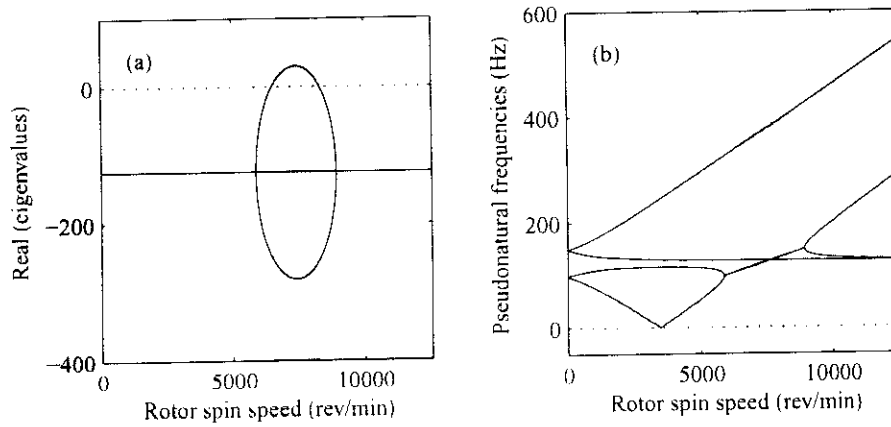 (a)
0
−200
−400
Real (eigenvalues)
0 5000 10000
Rotor spin speed (rev/min)
(b)
600
400
200
0
Pseudonatural frequencies (Hz)
0 5000 10000
Rotor spin speed (rev/min)